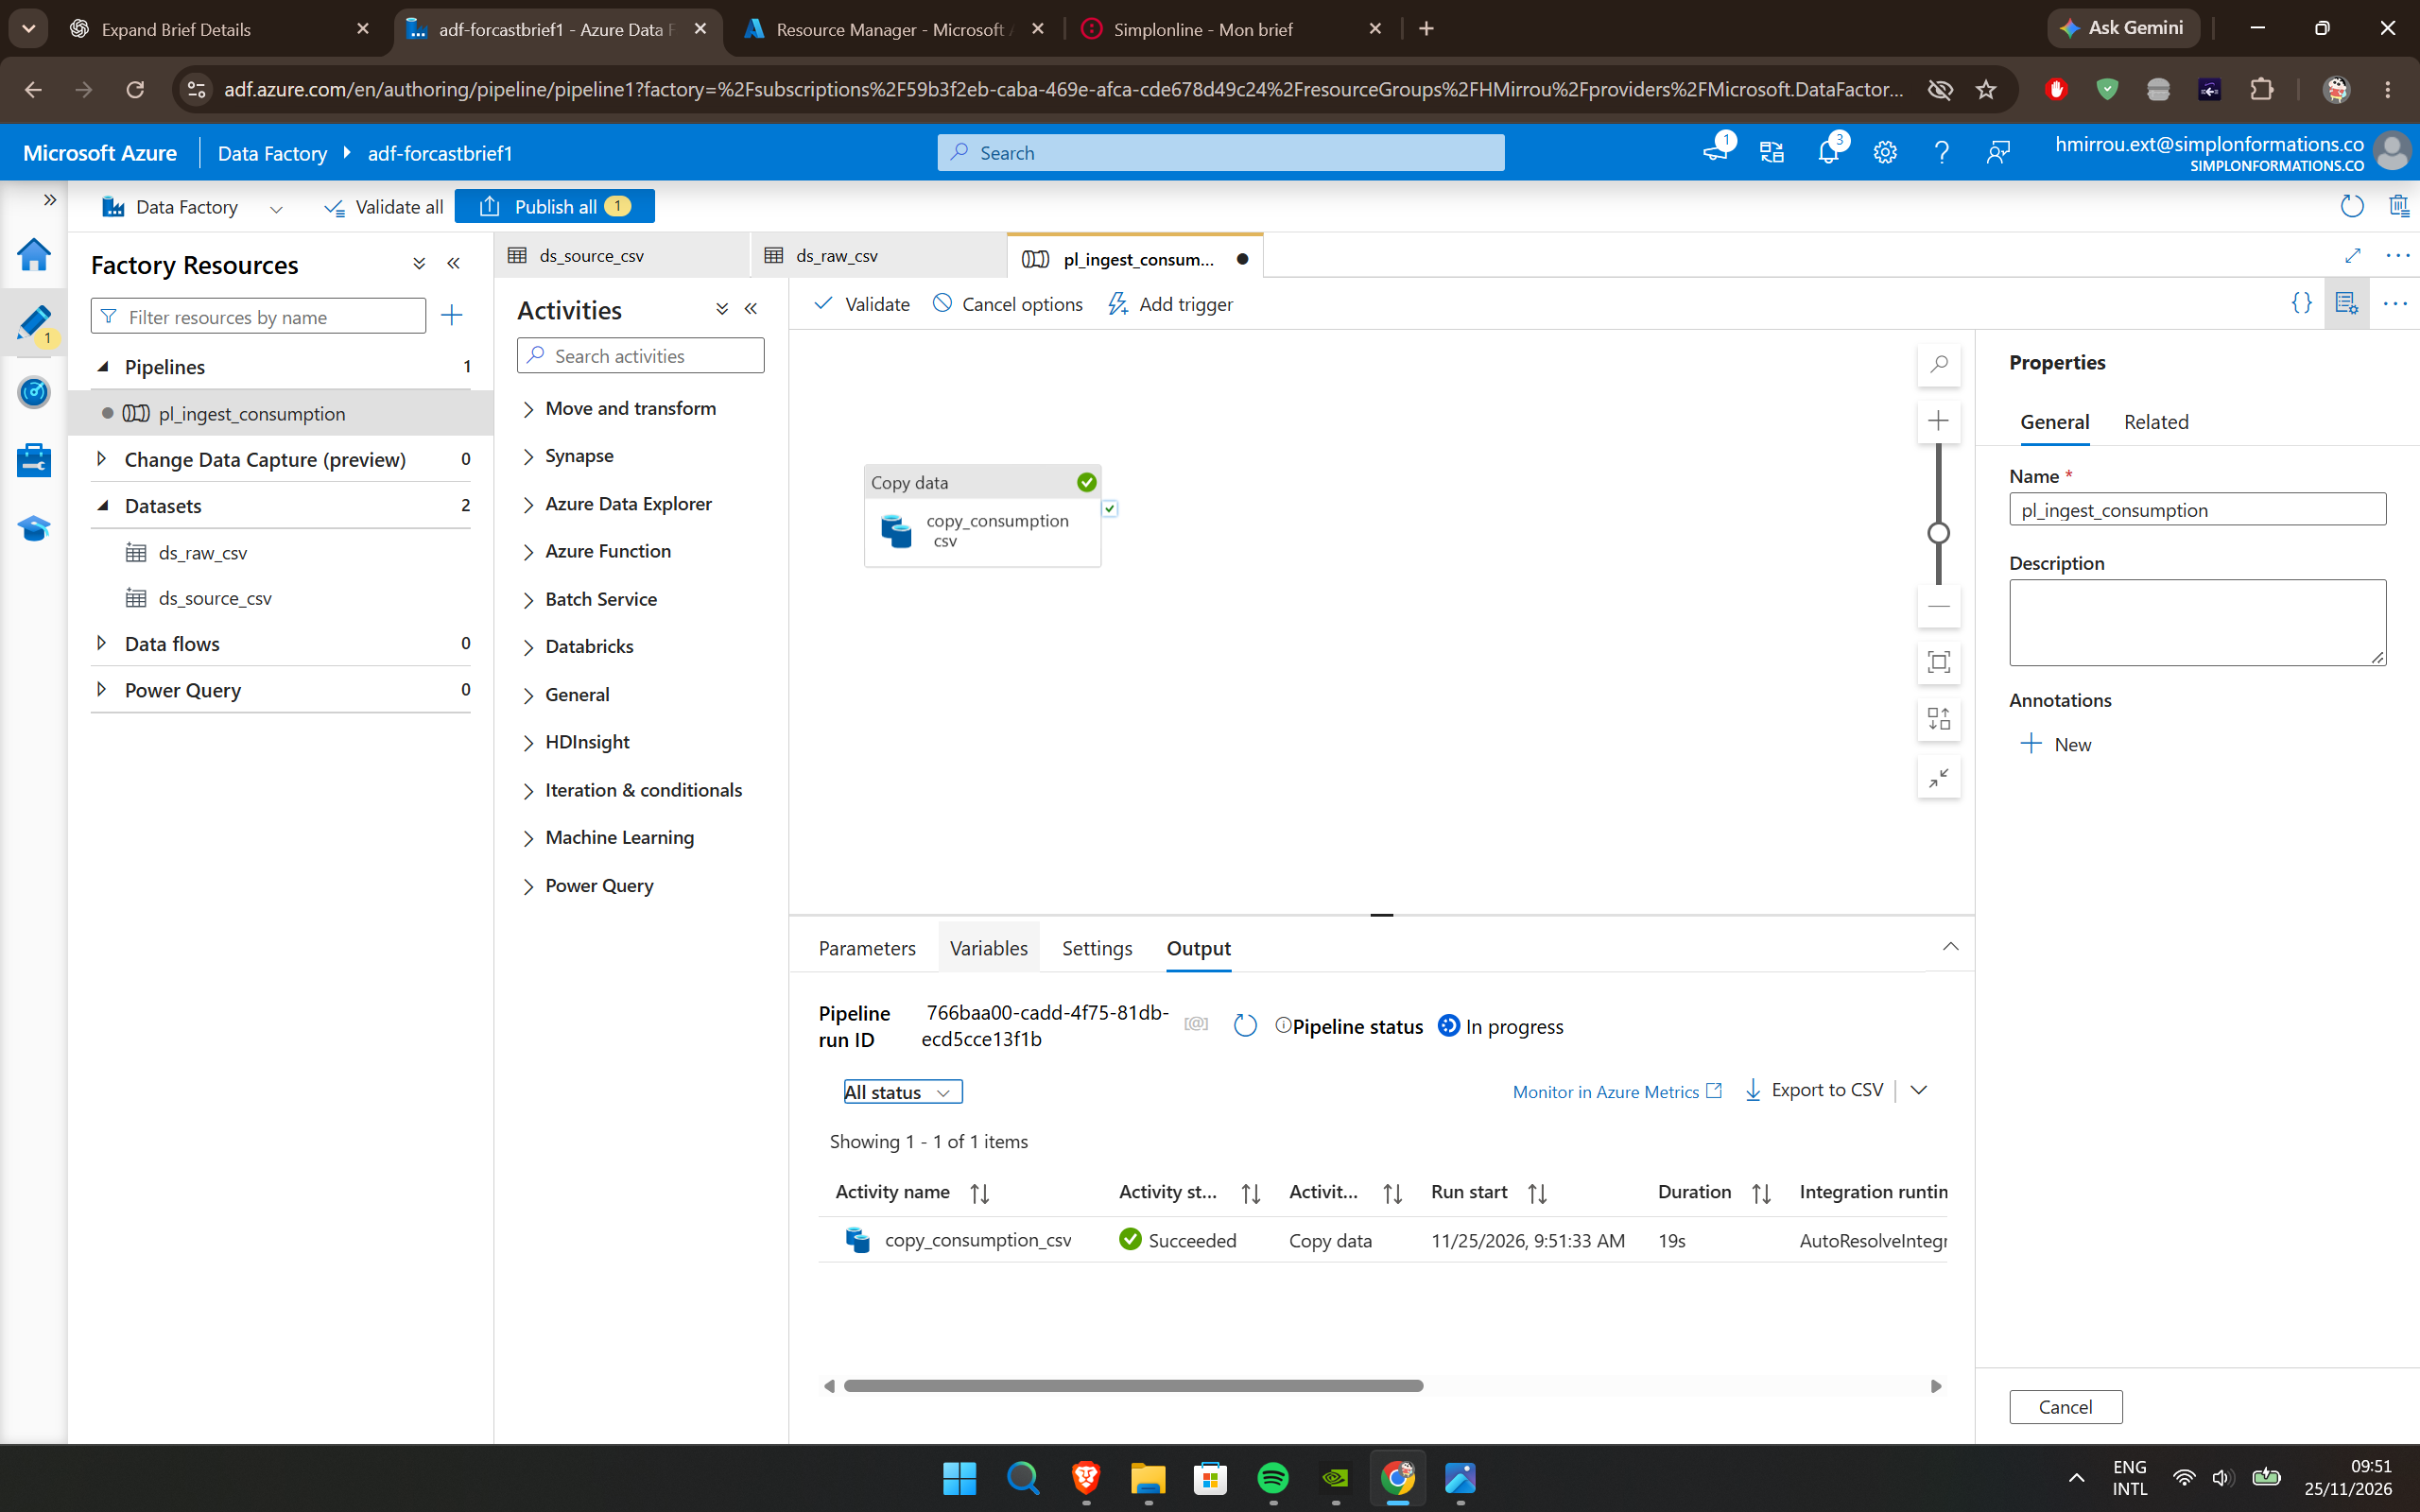 Expand Brief Details
adf-forcastbrief1 - Azure Data F
Resource Manager - Microsoft A
Simplonline - Mon brief
Ask Gemini
adf.azure.com/en/authoring/pipeline/pipeline1?factory=%2Fsubscriptions%2F59b3f2eb-caba-469e-afca-cde678d49c24%2FresourceGroups%2FHMirrou%2Fproviders%2FMicrosoft.DataFactor...
Microsoft Azure
Data Factory
adf-forcastbrief1
Search
1
3
hmirrou.ext@simplonformations.co
SIMPLONFORMATIONS.CO
Data Factory
Validate all
Publish all 1
1
Factory Resources
Filter resources by name
Pipelines 1
pl_ingest_consumption
Change Data Capture (preview) 0
Datasets 2
ds_raw_csv
ds_source_csv
Data flows 0
Power Query 0
ds_source_csv
ds_raw_csv
pl_ingest_consum...
Activities
Search activities
Move and transform
Synapse
Azure Data Explorer
Azure Function
Batch Service
Databricks
General
HDInsight
Iteration & conditionals
Machine Learning
Power Query
Validate
Cancel options
Add trigger
Copy data
copy_consumption
_csv
Parameters
Variables
Settings
Output
Pipeline
run ID
766baa00-cadd-4f75-81db-
ecd5cce13f1b
Pipeline status
In progress
All status
Monitor in Azure Metrics
Export to CSV
Showing 1 - 1 of 1 items
Activity name
Activity st...
Activit...
Run start
Duration
Integration runtin
copy_consumption_csv
Succeeded
Copy data
11/25/2026, 9:51:33 AM
19s
AutoResolveIntegr
Properties
General
Related
Name *
pl_ingest_consumption
Description
Annotations
New
Cancel
ENG
INTL
09:51
25/11/2026